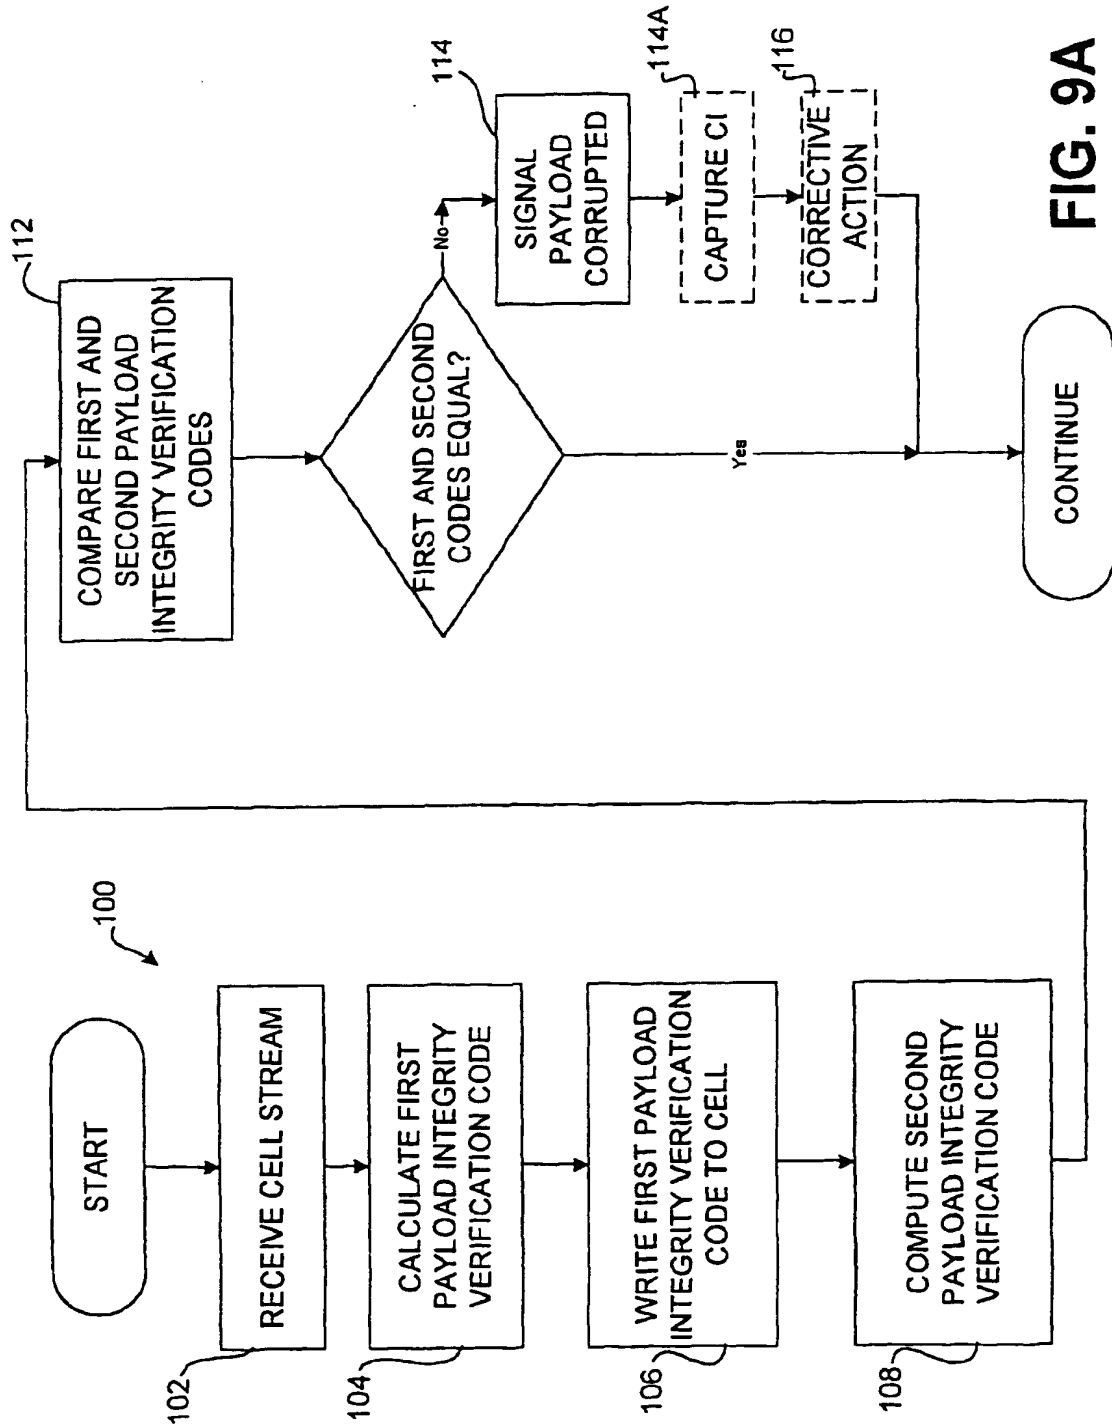 100
START
102
RECEIVE CELL STREAM
104
CALCULATE FIRST
PAYLOAD INTEGRITY
VERIFICATION CODE
106
WRITE FIRST PAYLOAD
INTEGRITY VERIFICATION
CODE TO CELL
108
COMPUTE SECOND
PAYLOAD INTEGRITY
VERIFICATION CODE
112
COMPARE FIRST AND
SECOND PAYLOAD
INTEGRITY VERIFICATION
CODES
FIRST AND SECOND
CODES EQUAL?
No
Yes
114
SIGNAL
PAYLOAD
CORRUPTED
114A
CAPTURE CI
116
CORRECTIVE
ACTION
CONTINUE
FIG. 9A